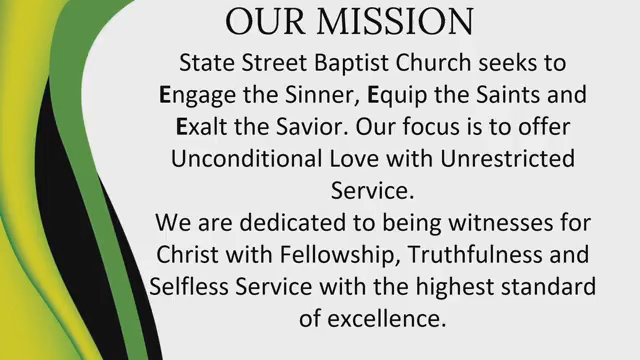 OUR MISSION
State Street Baptist Church seeks to
Engage the Sinner, Equip the Saints and
Exalt the Savior. Our focus is to offer
Unconditional Love with Unrestricted
Service.
We are dedicated to being witnesses for
Christ with Fellowship, Truthfulness and
Selfless Service with the highest standard
of excellence.